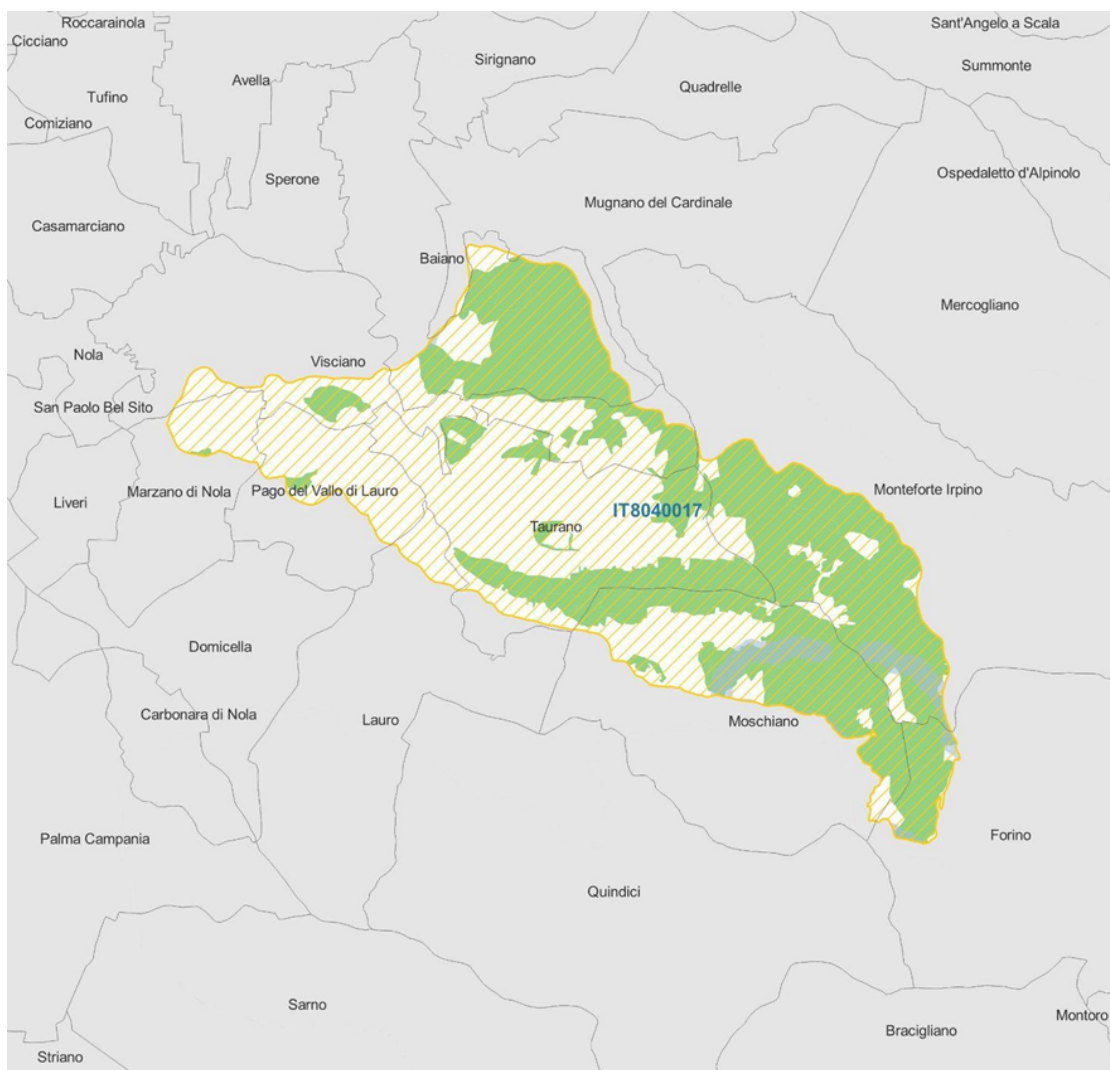 Roccarainola
Sant'Angelo a Scala
Cicciano
Sirignano
Summonte
Avella
Quadrelle
Tufino
Comiziano
Ospedaletto d'Alpinolo
Sperone
Mugnano del Cardinale
Casamarciano
Baiano
Mercogliano
Nola
Visciano
San Paolo Bel Sito
Liveri
Marzano di Nola
Pago del Vallo di Lauro
Monteforte Irpino
IT8040017
Taurano
Domicella
Carbonara di Nola
Lauro
Moschiano
Palma Campania
Forino
Quindici
Sarno
Montoro
Bracigliano
Striano